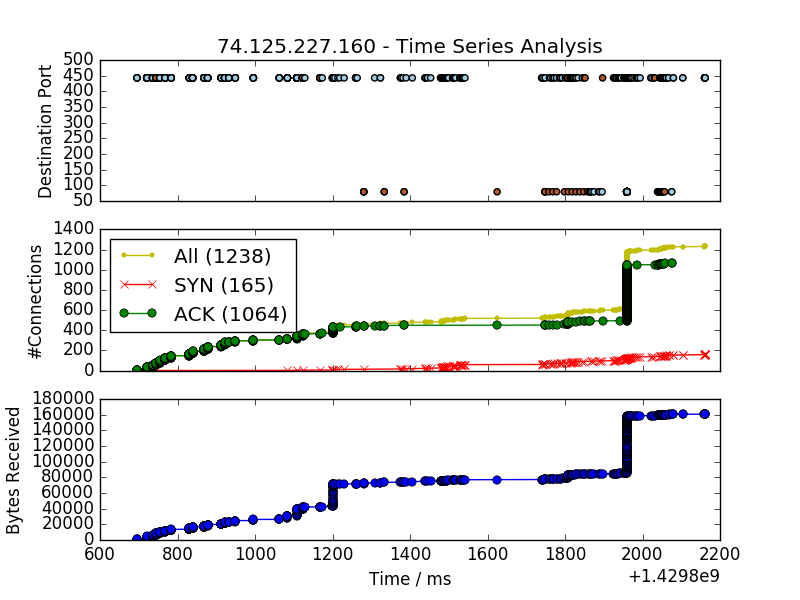 74.125.227.160 - Time Series Analysis
500
450
400
350
300
250
200
150
100
50
Destination Port
1400
1200
1000
800
600
400
200
0
#Connections
All (1238)
SYN (165)
ACK (1064)
180000
160000
140000
120000
100000
80000
60000
40000
20000
0
Bytes Received
600 800 1000 1200 1400 1600 1800 2000 2200
Time / ms
+1.4298e9